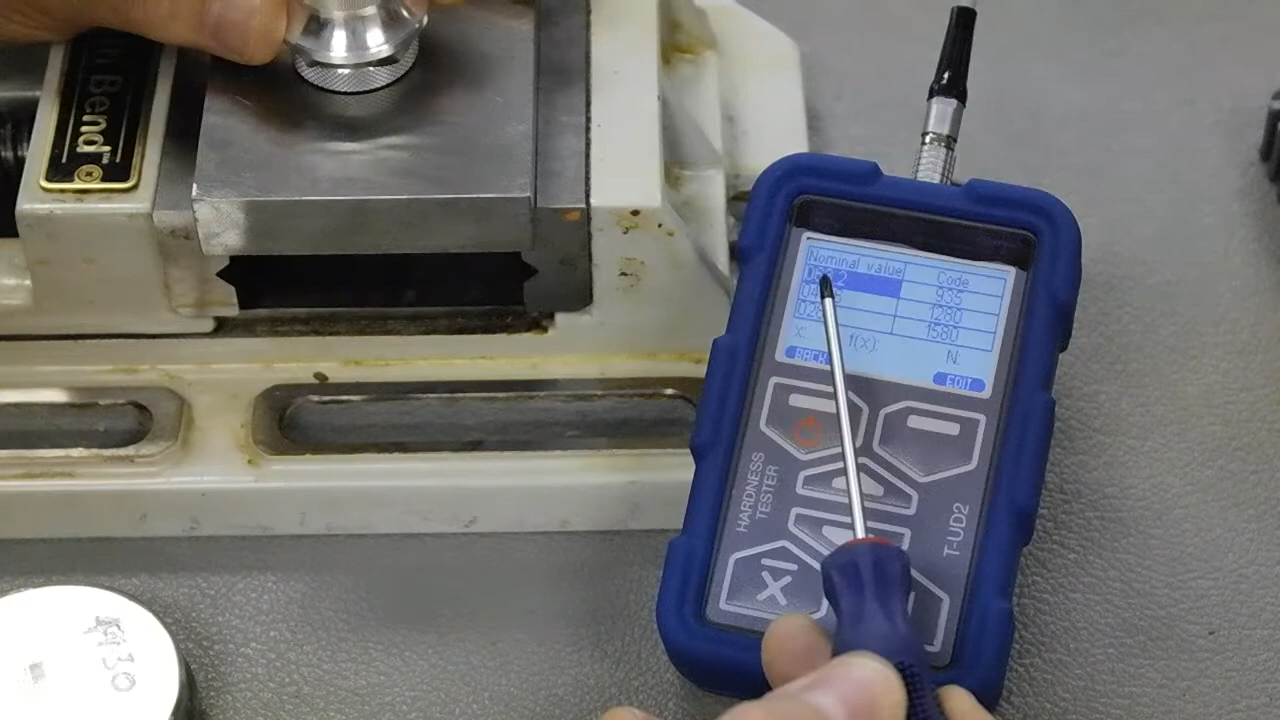 Bend
Nominal value
Code
935
1280
1580
x:
f(x):
N:
BACK
EDIT
HARDNESS
TESTER
T-UD2